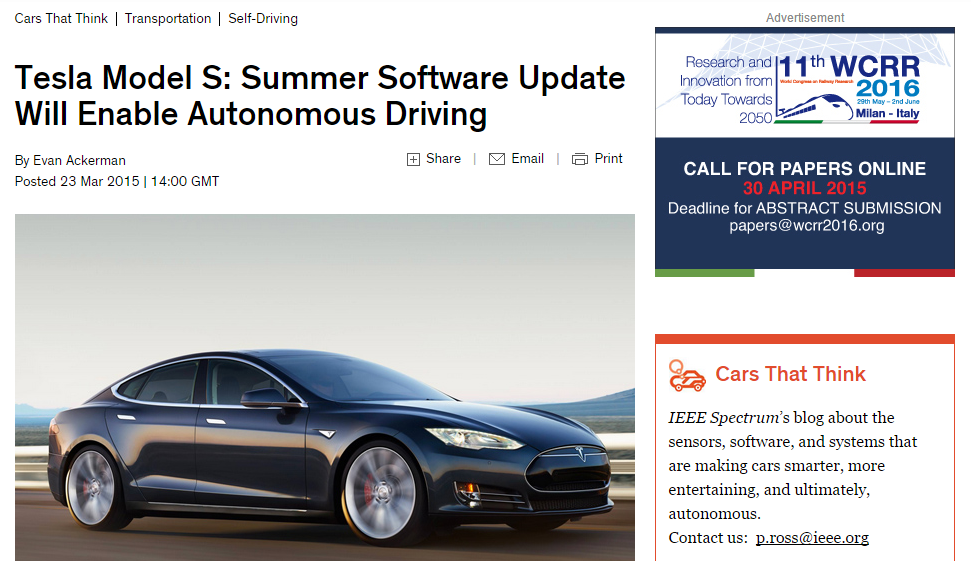 Cars That Think | Transportation | Self-Driving
Tesla Model S: Summer Software Update
Will Enable Autonomous Driving
By Evan Ackerman
Posted 23 Mar 2015 | 14:00 GMT
Share | Email | Print
Advertisement
Research and
Innovation from
Today Towards
2050
11th WCRR
World Congress on Railway Research
2016
29th May – 2nd June
Milan - Italy
CALL FOR PAPERS ONLINE
30 APRIL 2015
Deadline for ABSTRACT SUBMISSION
papers@wcrr2016.org
Cars That Think
IEEE Spectrum’s blog about the
sensors, software, and systems that
are making cars smarter, more
entertaining, and ultimately,
autonomous.
Contact us: p.ross@ieee.org